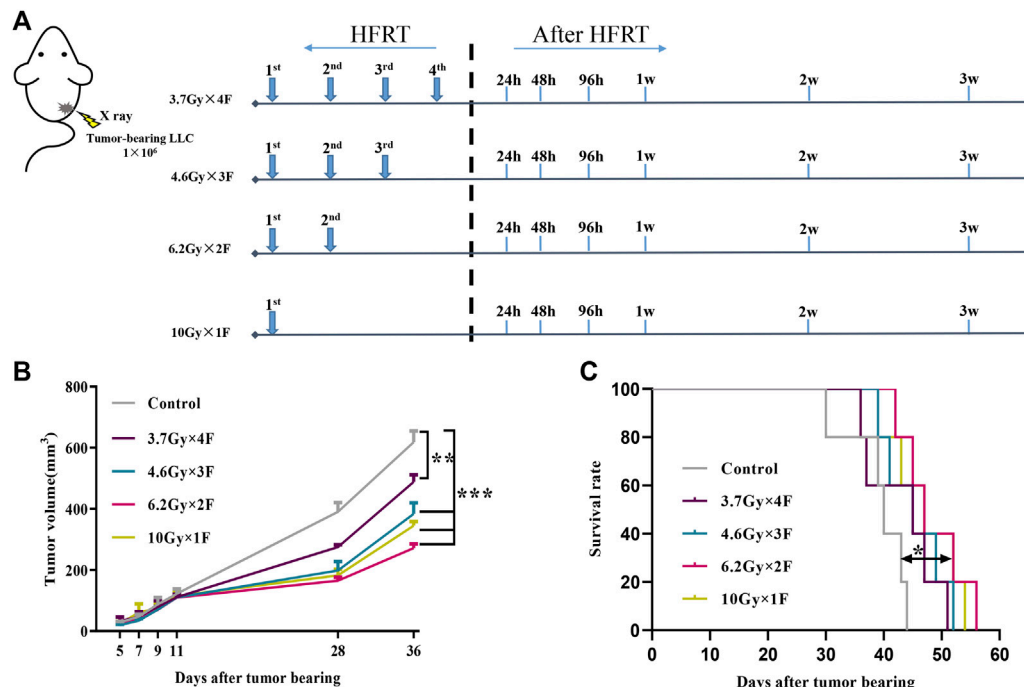 A
HFRT
After HFRT
1st 2nd 3rd 4th 24h 48h 96h 1w 2w 3w
3.7Gy×4F
X ray
Tumor-bearing LLC
1×10⁶
1st 2nd 3rd 24h 48h 96h 1w 2w 3w
4.6Gy×3F
1st 2nd 24h 48h 96h 1w 2w 3w
6.2Gy×2F
1st 24h 48h 96h 1w 2w 3w
10Gy×1F
B
Tumor volume(mm³)
800
600
400
200
0
Control
3.7Gy×4F
4.6Gy×3F
6.2Gy×2F
10Gy×1F
**
***
5 7 9 11 28 36
Days after tumor bearing
C
Survival rate
100
80
60
40
20
0
Control
3.7Gy×4F
4.6Gy×3F
6.2Gy×2F
10Gy×1F
*
0 10 20 30 40 50 60
Days after tumor bearing